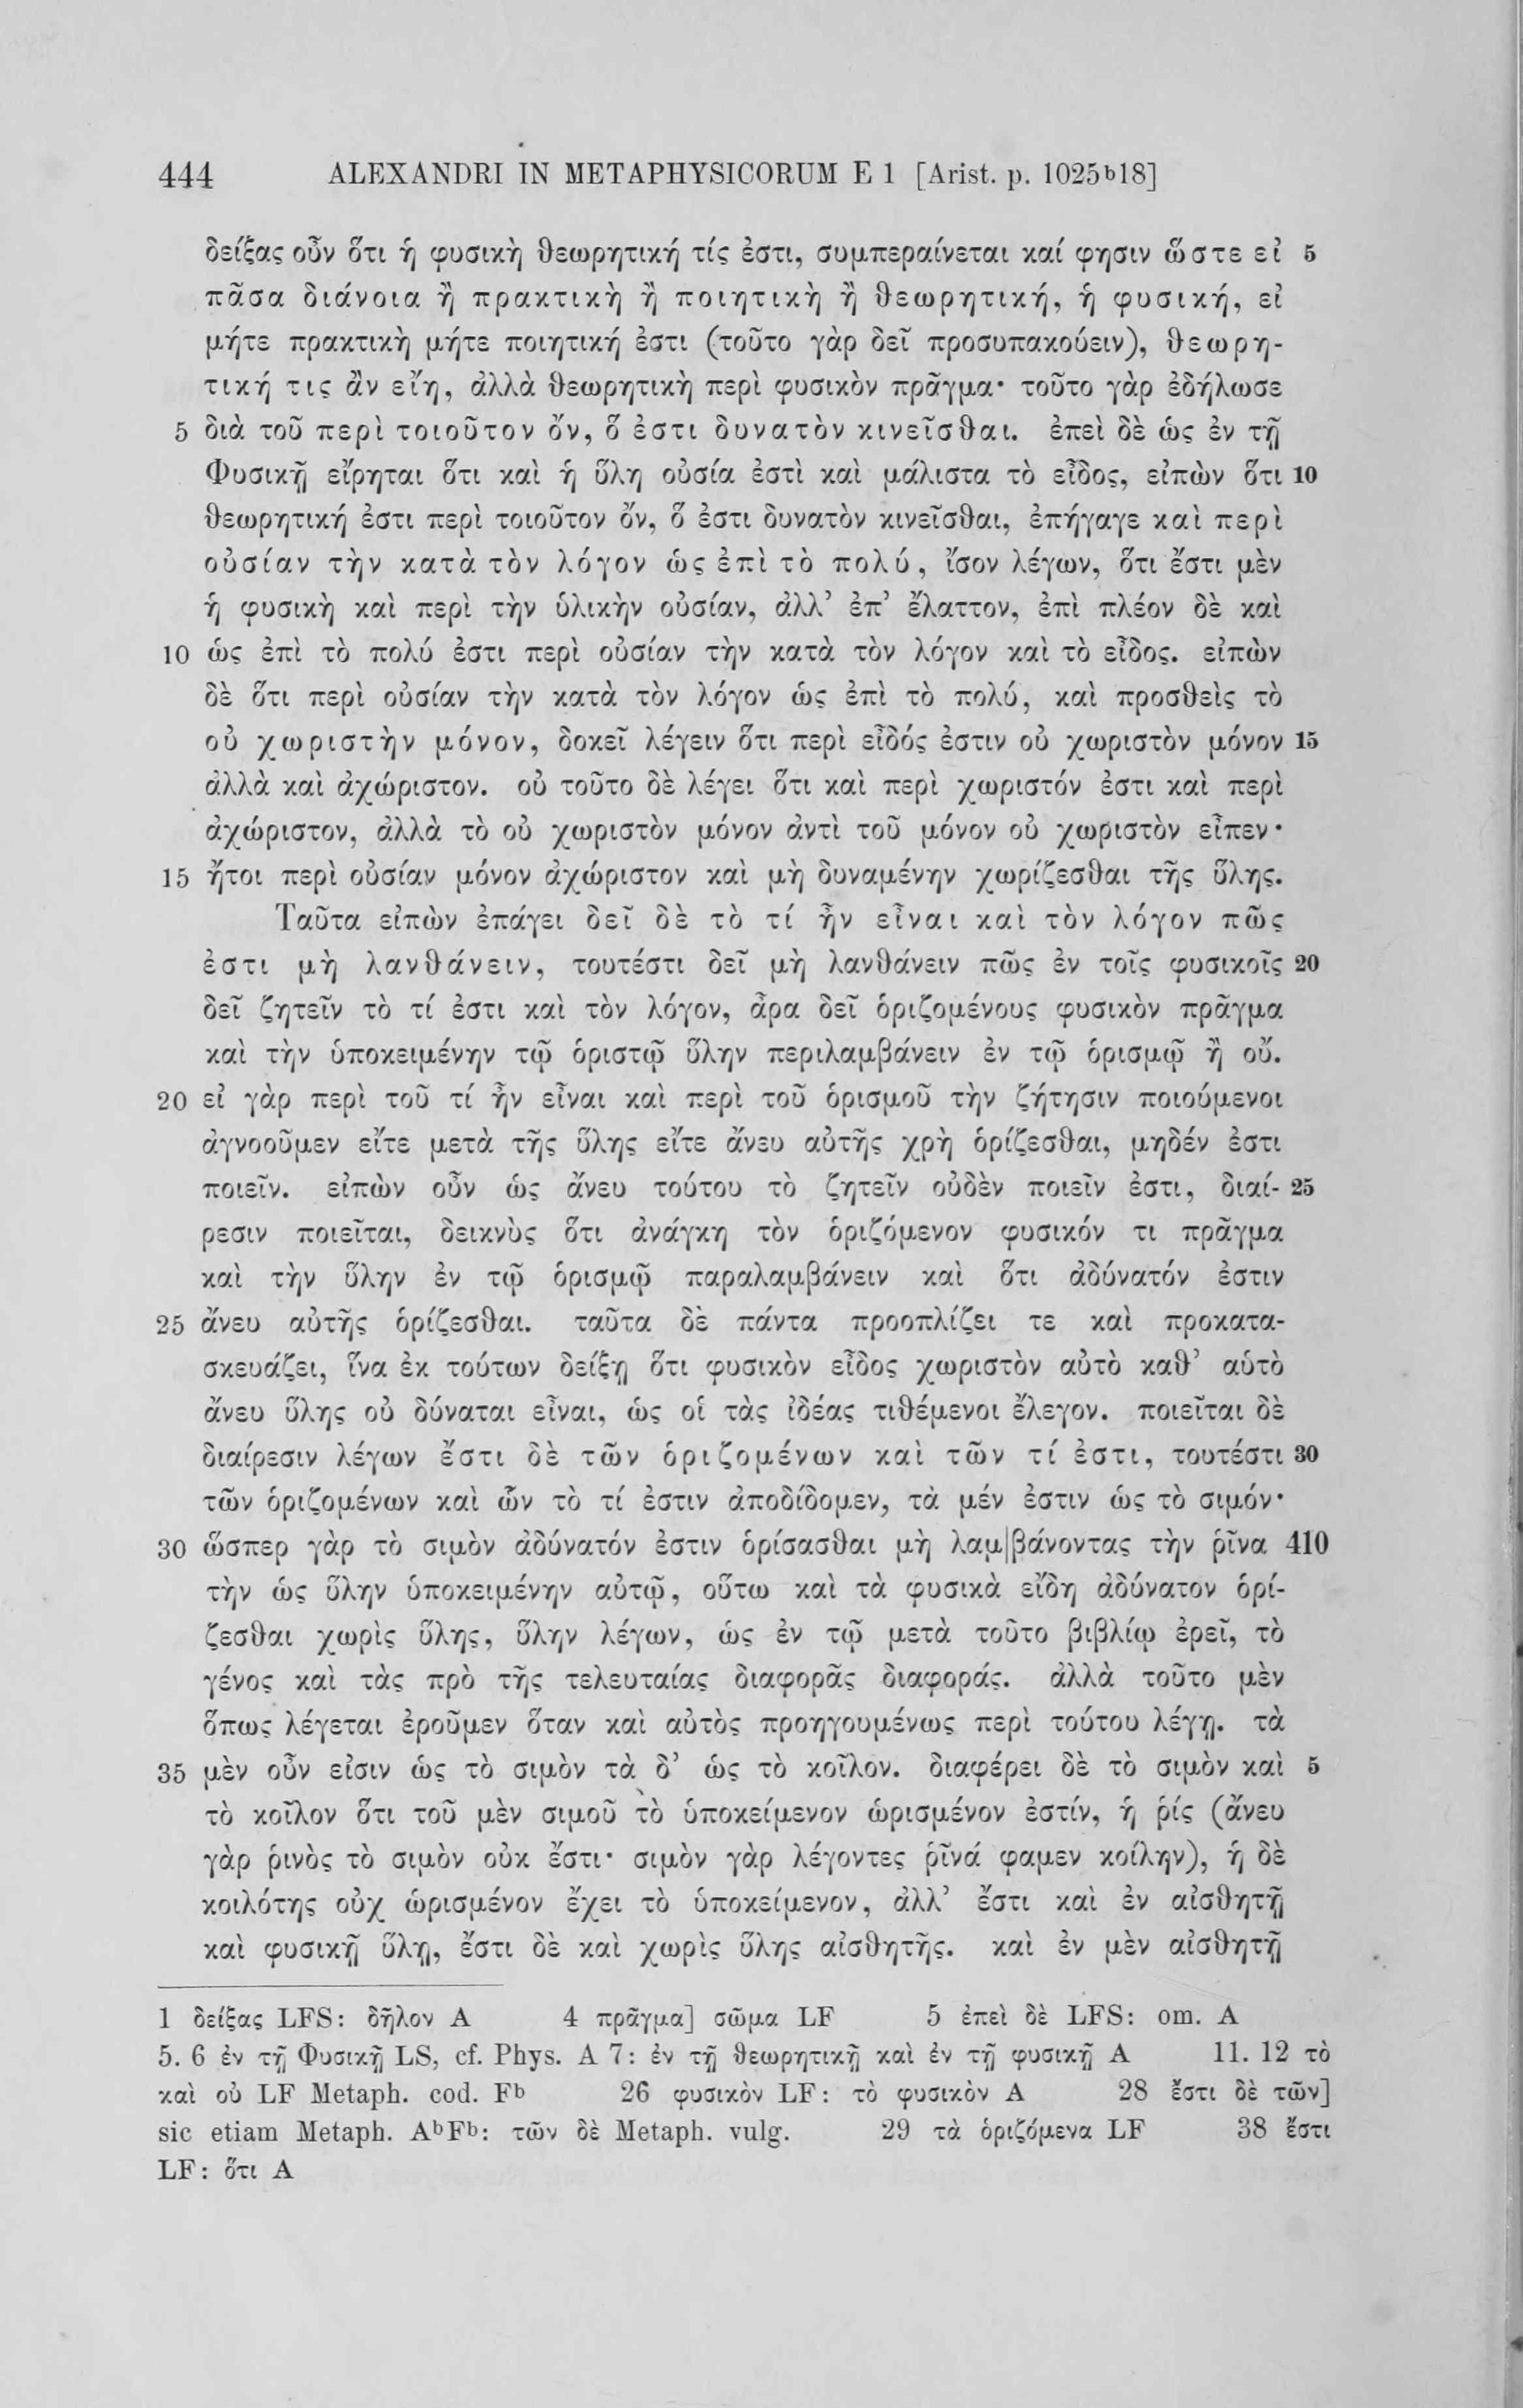 444 ALEXANDRI IN METAPHYSICORUM E 1 [Arist. p. 1025b18]
δείξας οὖν ὅτι ἡ φυσικὴ θεωρητική τίς ἐστι, συμπεραίνεται καί φησιν ὥστε εἰ 5
πᾶσα διάνοια ἢ πρακτικὴ ἢ ποιητικὴ ἢ θεωρητική, ἡ φυσική, εἰ
μήτε πρακτικὴ μήτε ποιητική ἐστι (τοῦτο γὰρ δεῖ προσυπακούειν), θεωρη-
τική τις ἂν εἴη, ἀλλὰ θεωρητικὴ περὶ φυσικὸν πρᾶγμα· τοῦτο γὰρ ἐδήλωσε
5 διὰ τοῦ περὶ τοιοῦτον ὄν, ὅ ἐστι δυνατὸν κινεῖσθαι. ἐπεὶ δὲ ὡς ἐν τῇ
Φυσικῇ εἴρηται ὅτι καὶ ἡ ὕλη οὐσία ἐστὶ καὶ μάλιστα τὸ εἶδος, εἰπὼν ὅτι 10
θεωρητική ἐστι περὶ τοιοῦτον ὄν, ὅ ἐστι δυνατὸν κινεῖσθαι, ἐπήγαγε καὶ περὶ
οὐσίαν τὴν κατὰ τὸν λόγον ὡς ἐπὶ τὸ πολύ, ἴσον λέγων, ὅτι ἔστι μὲν
ἡ φυσικὴ καὶ περὶ τὴν ὑλικὴν οὐσίαν, ἀλλ’ ἐπ’ ἔλαττον, ἐπὶ πλέον δὲ καὶ
10 ὡς ἐπὶ τὸ πολύ ἐστι περὶ οὐσίαν τὴν κατὰ τὸν λόγον καὶ τὸ εἶδος. εἰπὼν
δὲ ὅτι περὶ οὐσίαν τὴν κατὰ τὸν λόγον ὡς ἐπὶ τὸ πολύ, καὶ προσθεὶς τὸ
οὐ χωριστὴν μόνον, δοκεῖ λέγειν ὅτι περὶ εἶδός ἐστιν οὐ χωριστὸν μόνον 15
ἀλλὰ καὶ ἀχώριστον. οὐ τοῦτο δὲ λέγει ὅτι καὶ περὶ χωριστόν ἐστι καὶ περὶ
ἀχώριστον, ἀλλὰ τὸ οὐ χωριστὸν μόνον ἀντὶ τοῦ μόνον οὐ χωριστὸν εἶπεν·
15 ἤτοι περὶ οὐσίαν μόνον ἀχώριστον καὶ μὴ δυναμένην χωρίζεσθαι τῆς ὕλης.
Ταῦτα εἰπὼν ἐπάγει δεῖ δὲ τὸ τί ἦν εἶναι καὶ τὸν λόγον πῶς
ἐστι μὴ λανθάνειν, τουτέστι δεῖ μὴ λανθάνειν πῶς ἐν τοῖς φυσικοῖς 20
δεῖ ζητεῖν τὸ τί ἐστι καὶ τὸν λόγον, ἆρα δεῖ ὁριζομένους φυσικὸν πρᾶγμα
καὶ τὴν ὑποκειμένην τῷ ὁριστῷ ὕλην περιλαμβάνειν ἐν τῷ ὁρισμῷ ἢ οὔ.
20 εἰ γὰρ περὶ τοῦ τί ἦν εἶναι καὶ περὶ τοῦ ὁρισμοῦ τὴν ζήτησιν ποιούμενοι
ἀγνοοῦμεν εἴτε μετὰ τῆς ὕλης εἴτε ἄνευ αὐτῆς χρὴ ὁρίζεσθαι, μηδέν ἐστι
ποιεῖν. εἰπὼν οὖν ὡς ἄνευ τούτου τὸ ζητεῖν οὐδὲν ποιεῖν ἐστι, διαί- 25
ρεσιν ποιεῖται, δεικνὺς ὅτι ἀνάγκη τὸν ὁριζόμενον φυσικόν τι πρᾶγμα
καὶ τὴν ὕλην ἐν τῷ ὁρισμῷ παραλαμβάνειν καὶ ὅτι ἀδύνατόν ἐστιν
25 ἄνευ αὐτῆς ὁρίζεσθαι. ταῦτα δὲ πάντα προοπλίζει τε καὶ προκατα-
σκευάζει, ἵνα ἐκ τούτων δείξῃ ὅτι φυσικὸν εἶδος χωριστὸν αὐτὸ καθ’ αὑτὸ
ἄνευ ὕλης οὐ δύναται εἶναι, ὡς οἱ τὰς ἰδέας τιθέμενοι ἔλεγον. ποιεῖται δὲ
διαίρεσιν λέγων ἔστι δὲ τῶν ὁριζομένων καὶ τῶν τί ἐστι, τουτέστι 30
τῶν ὁριζομένων καὶ ὧν τὸ τί ἐστιν ἀποδίδομεν, τὰ μέν ἐστιν ὡς τὸ σιμόν·
30 ὥσπερ γὰρ τὸ σιμὸν ἀδύνατόν ἐστιν ὁρίσασθαι μὴ λαμ|βάνοντας τὴν ῥῖνα 410
τὴν ὡς ὕλην ὑποκειμένην αὐτῷ, οὕτω καὶ τὰ φυσικὰ εἴδη ἀδύνατον ὁρί-
ζεσθαι χωρὶς ὕλης, ὕλην λέγων, ὡς ἐν τῷ μετὰ τοῦτο βιβλίῳ ἐρεῖ, τὸ
γένος καὶ τὰς πρὸ τῆς τελευταίας διαφορᾶς διαφοράς. ἀλλὰ τοῦτο μὲν
ὅπως λέγεται ἐροῦμεν ὅταν καὶ αὐτὸς προηγουμένως περὶ τούτου λέγῃ. τὰ
35 μὲν οὖν εἰσιν ὡς τὸ σιμὸν τὰ δ’ ὡς τὸ κοῖλον. διαφέρει δὲ τὸ σιμὸν καὶ 5
τὸ κοῖλον ὅτι τοῦ μὲν σιμοῦ τὸ ὑποκείμενον ὡρισμένον ἐστίν, ἡ ῥίς (ἄνευ
γὰρ ῥινὸς τὸ σιμὸν οὐκ ἔστι· σιμὸν γὰρ λέγοντες ῥῖνά φαμεν κοίλην), ἡ δὲ
κοιλότης οὐχ ὡρισμένον ἔχει τὸ ὑποκείμενον, ἀλλ’ ἔστι καὶ ἐν αἰσθητῇ
καὶ φυσικῇ ὕλῃ, ἔστι δὲ καὶ χωρὶς ὕλης αἰσθητῆς. καὶ ἐν μὲν αἰσθητῇ
1 δείξας LFS: δῆλον A 4 πρᾶγμα] σῶμα LF 5 ἐπεὶ δὲ LFS: om. A
5. 6 ἐν τῇ Φυσικῇ LS, cf. Phys. A 7: ἐν τῇ θεωρητικῇ καὶ ἐν τῇ φυσικῇ A 11. 12 τὸ
καὶ οὐ LF Metaph. cod. Fb 26 φυσικὸν LF: τὸ φυσικὸν A 28 ἔστι δὲ τῶν]
sic etiam Metaph. AbFb: τῶν δὲ Metaph. vulg. 29 τὰ ὁριζόμενα LF 38 ἔστι
LF: ὅτι A